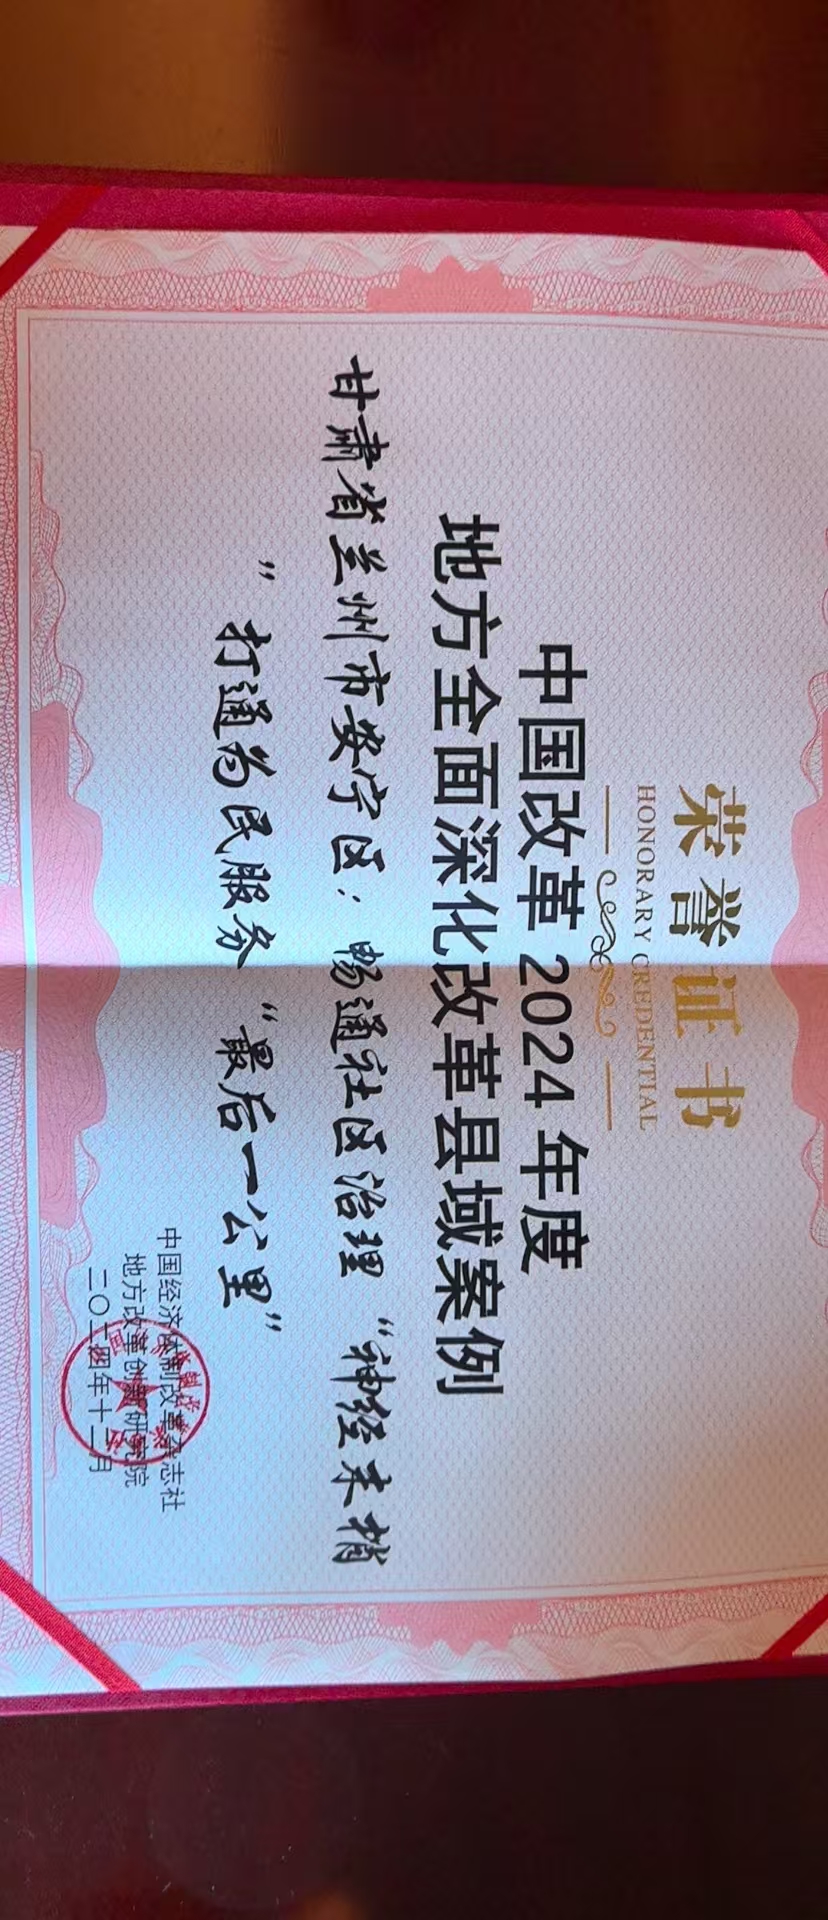 荣誉证书
HONORARY CREDENTIAL
中国改革 2024 年度
地方全面深化改革县域案例
甘肃省兰州市安宁区：畅通社区治理“神经末梢
”打通为民服务“最后一公里”
中国经济体制改革杂志社
地方改革创新研究院
二〇二四年十二月